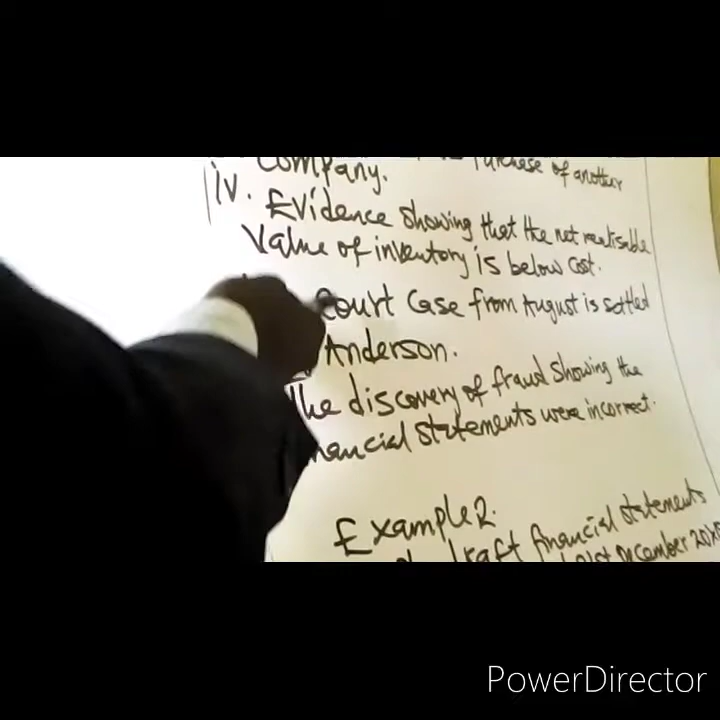 Purchase of another
Company.
iv. Evidence showing that the net realisable
Value of inventory is below cost.
Court Case from August is settled
Anderson.
The discovery of fraud showing the
nancial Statements were incorrect.
Example 2.
draft financial statements
31st December
PowerDirector